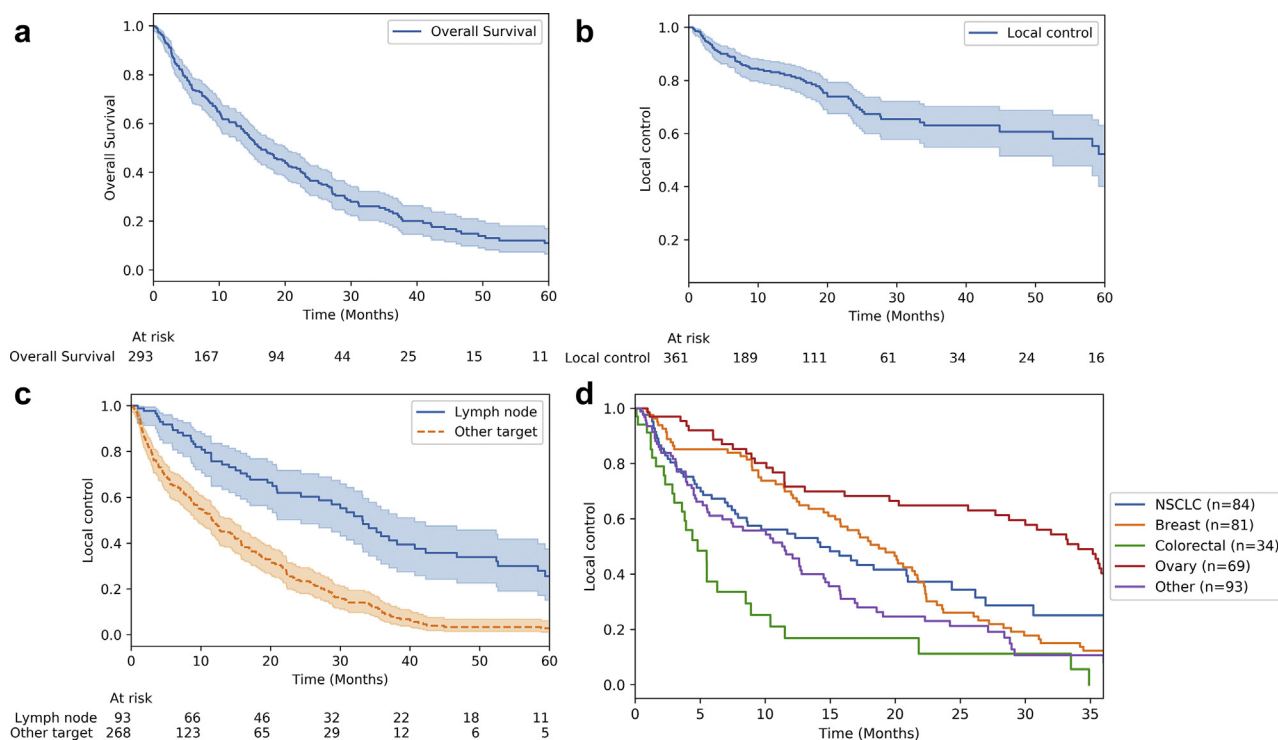 a
Overall Survival
1.0
0.8
0.6
0.4
0.2
0.0
Overall Survival
0 10 20 30 40 50 60
Time (Months)
At risk
Overall Survival 293 167 94 44 25 15 11
b
Local control
1.0
0.8
0.6
0.4
0.2
Local control
0 10 20 30 40 50 60
Time (Months)
At risk
Local control 361 189 111 61 34 24 16
c
Lymph node
Other target
1.0
0.8
0.6
0.4
0.2
0.0
Local control
0 10 20 30 40 50 60
Time (Months)
At risk
Lymph node 93 66 46 32 22 18 11
Other target 268 123 65 29 12 6 5
d
1.0
0.8
0.6
0.4
0.2
0.0
Local control
0 5 10 15 20 25 30 35
Time (Months)
NSCLC (n=84)
Breast (n=81)
Colorectal (n=34)
Ovary (n=69)
Other (n=93)